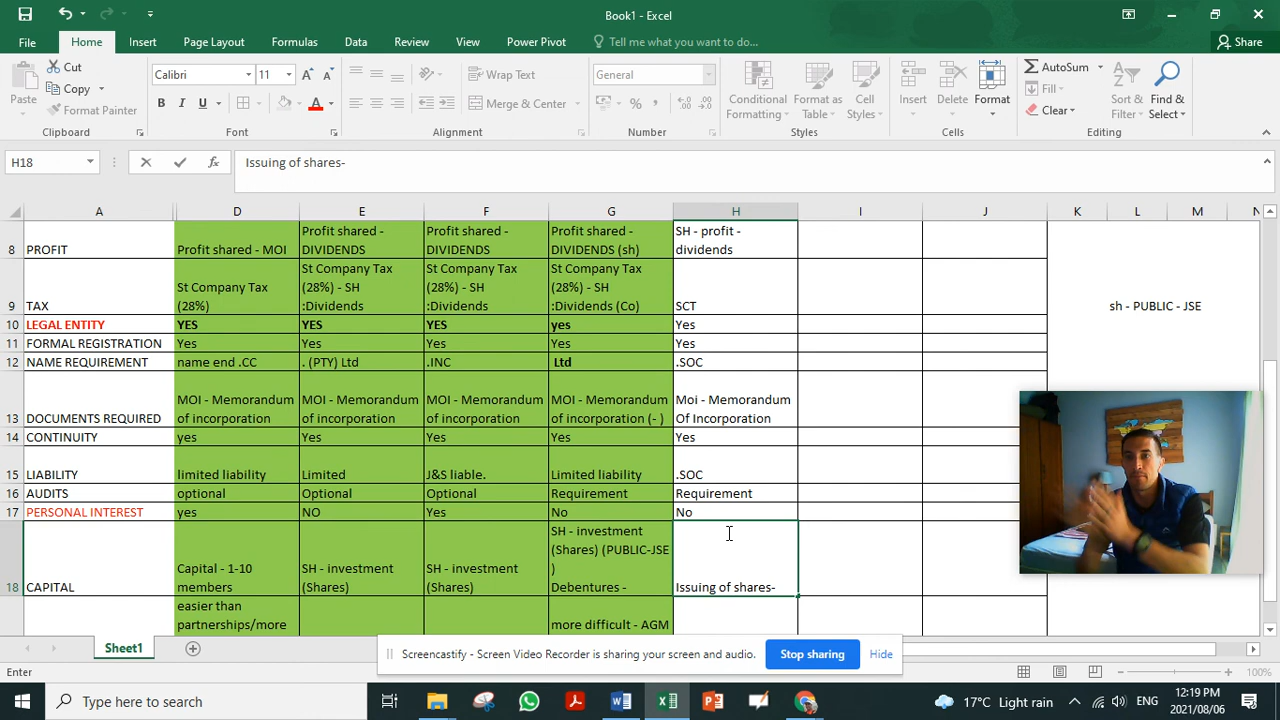 Book1 - Excel
File
Home
Insert
Page Layout
Formulas
Data
Review
View
Power Pivot
Tell me what you want to do...
Share
Paste
Cut
Copy
Format Painter
Clipboard
Calibri
11
B
I
U
Font
Wrap Text
Merge & Center
Alignment
General
%
Number
Conditional
Formatting
Format as
Table
Cell
Styles
Styles
Insert
Delete
Format
Cells
AutoSum
Fill
Clear
Sort &
Filter
Find &
Select
Editing
H18
fx
Issuing of shares-
A D E F G H I J K L M N
8 PROFIT
Profit shared - MOI
Profit shared -
DIVIDENDS
Profit shared -
DIVIDENDS
Profit shared -
DIVIDENDS (sh)
SH - profit -
dividends
9 TAX
St Company Tax
(28%)
St Company Tax
(28%) - SH
:Dividends
St Company Tax
(28%) - SH
:Dividends
St Company Tax
(28%) - SH
:Dividends (Co)
SCT
sh - PUBLIC - JSE
10 LEGAL ENTITY YES YES YES yes Yes
11 FORMAL REGISTRATION Yes Yes Yes Yes Yes
12 NAME REQUIREMENT name end .CC . (PTY) Ltd .INC Ltd .SOC
13 DOCUMENTS REQUIRED
MOI - Memorandum
of incorporation
MOI - Memorandum
of incorporation
MOI - Memorandum
of incorporation
MOI - Memorandum
of incorporation (- )
Moi - Memorandum
Of Incorporation
14 CONTINUITY yes Yes Yes Yes Yes
15 LIABILITY limited liability Limited J&S liable. Limited liability .SOC
16 AUDITS optional Optional Optional Requirement Requirement
17 PERSONAL INTEREST yes NO Yes No No
18 CAPITAL
Capital - 1-10
members
SH - investment
(Shares)
SH - investment
(Shares)
SH - investment
(Shares) (PUBLIC-JSE
)
Debentures -
Issuing of shares-
easier than
partnerships/more
more difficult - AGM
Sheet1
Screencastify - Screen Video Recorder is sharing your screen and audio.
Stop sharing
Hide
Enter
100%
Type here to search
17°C Light rain
ENG
12:19 PM
2021/08/06